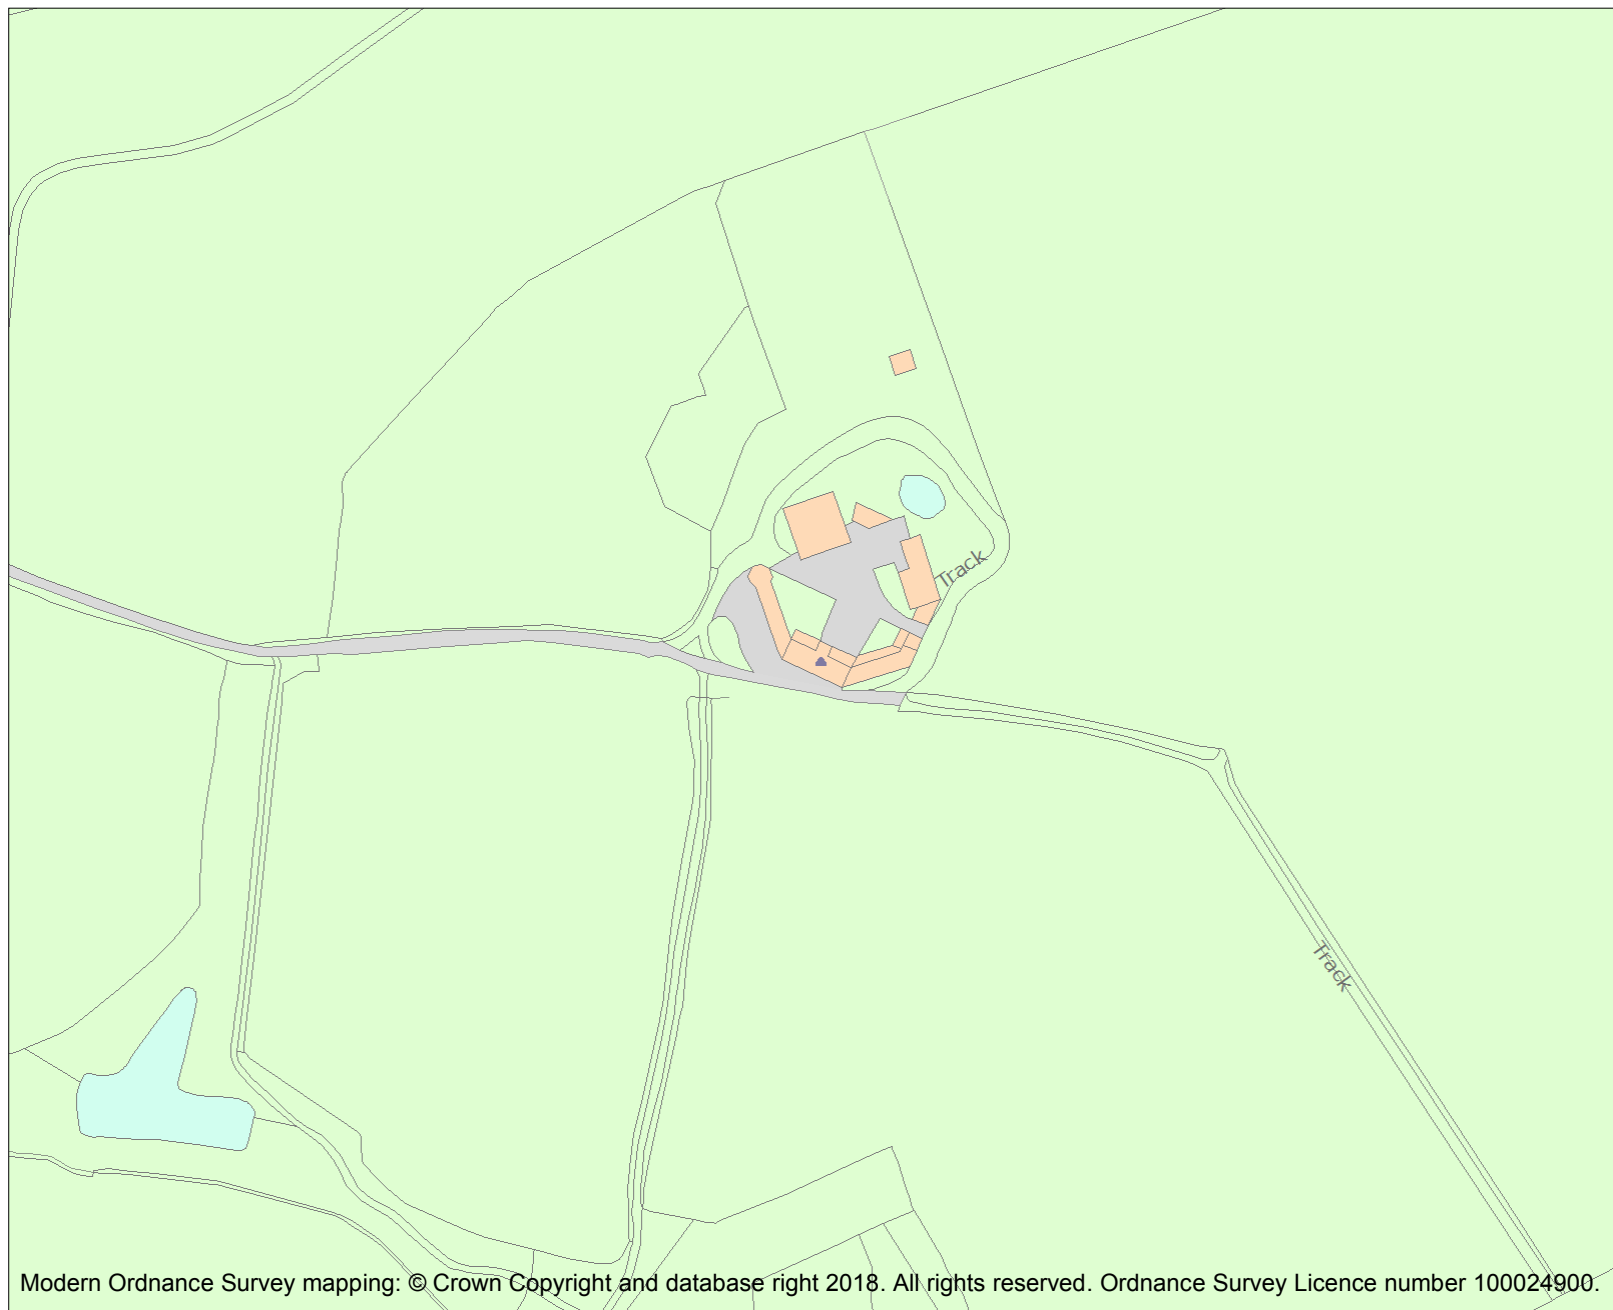 Track
Track
Modern Ordnance Survey mapping: © Crown Copyright and database right 2018. All rights reserved. Ordnance Survey Licence number 100024900.